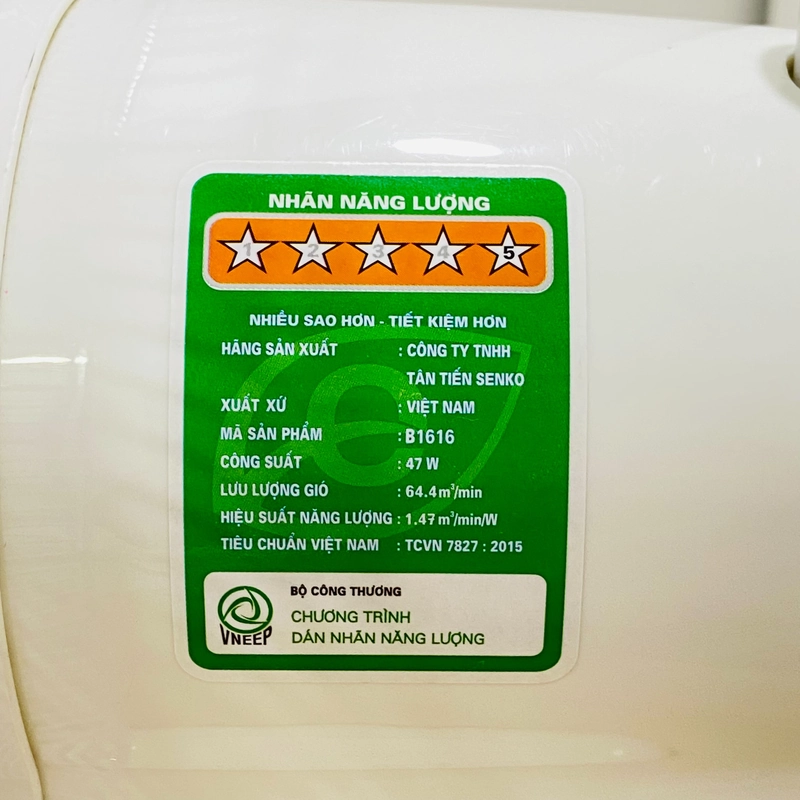 NHÃN NĂNG LƯỢNG
1 2 3 4 5
NHIỀU SAO HƠN - TIẾT KIỆM HƠN
HÃNG SẢN XUẤT : CÔNG TY TNHH
TÂN TIẾN SENKO
XUẤT XỨ : VIỆT NAM
MÃ SẢN PHẨM : B1616
CÔNG SUẤT : 47 W
LƯU LƯỢNG GIÓ : 64.4 m³/min
HIỆU SUẤT NĂNG LƯỢNG : 1.47 m³/min/W
TIÊU CHUẨN VIỆT NAM : TCVN 7827 : 2015
BỘ CÔNG THƯƠNG
CHƯƠNG TRÌNH
DÁN NHÃN NĂNG LƯỢNG
VNEEP